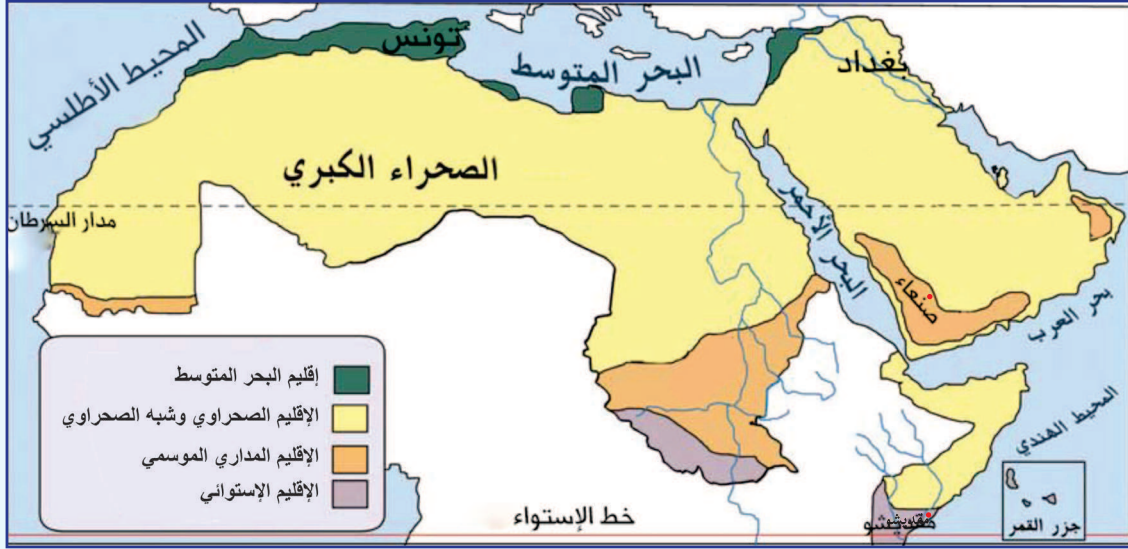 المحيط الأطلسي
تونس
البحر المتوسط
بغداد
الصحراء الكبري
مدار السرطان
البحر الأحمر
صنعاء
بحر العرب
المحيط الهندي
إقليم البحر المتوسط
الإقليم الصحراوي وشبه الصحراوي
الإقليم المداري الموسمي
الإقليم الإستوائي
خط الإستواء
مقديشو
جزر القمر